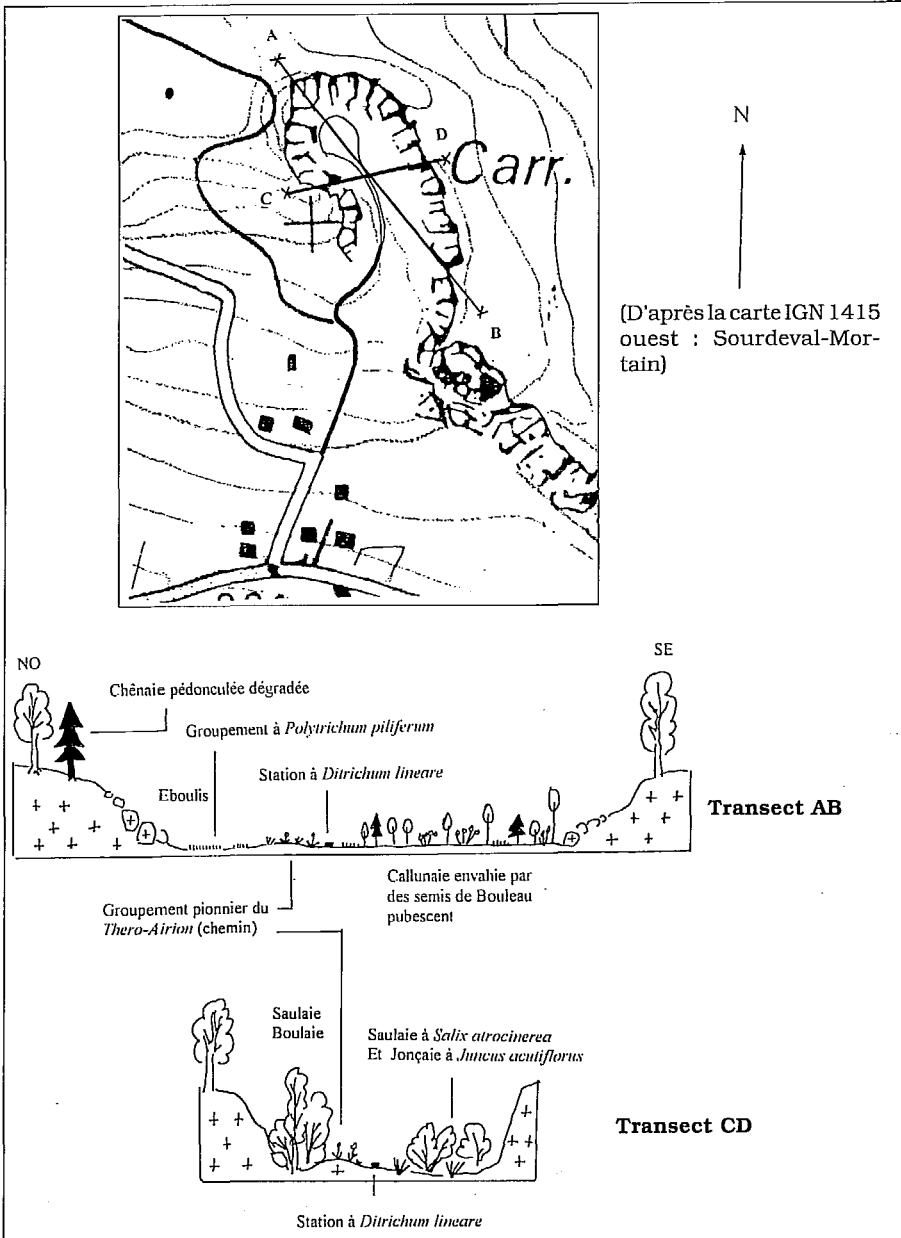 A
D
Carr.
C
B
N
(D'après la carte IGN 1415
ouest : Sourdeval-Mor-
tain)
NO
SE
Chênaie pédonculée dégradée
Groupement à Polytrichum piliferum
Eboulis
Station à Ditrichum lineare
Transect AB
Callunaie envahie par
des semis de Bouleau
pubescent
Groupement pionnier du
Thero-Airion (chemin)
Saulaie
Boulaie
Saulaie à Salix atrocinerea
Et Jonçaie à Juncus acutiflorus
Transect CD
Station à Ditrichum lineare